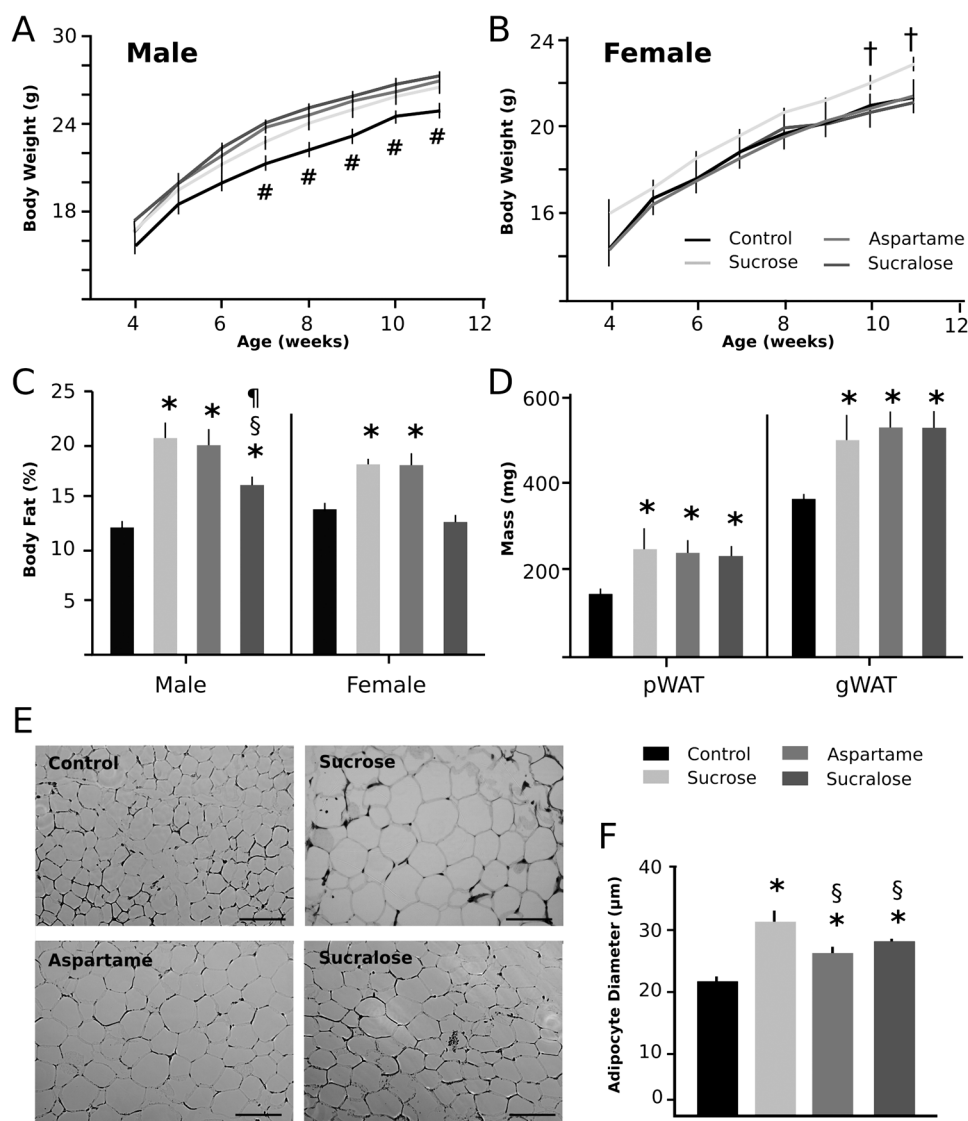 A
Male
Body Weight (g)
30
24
18
#
#
#
#
#
4
6
8
10
12
Age (weeks)
B
Female
Body Weight (g)
24
20
16
†
†
Control
Aspartame
Sucrose
Sucralose
4
6
8
10
12
Age (weeks)
C
Body Fat (%)
25
20
15
10
5
*
*
¶
§
*
*
*
Male
Female
D
Mass (mg)
600
400
200
*
*
*
*
*
*
pWAT
gWAT
E
Control
Sucrose
Aspartame
Sucralose
Control
Aspartame
Sucrose
Sucralose
F
Adipocyte Diameter (µm)
40
30
20
10
0
*
§
*
§
*